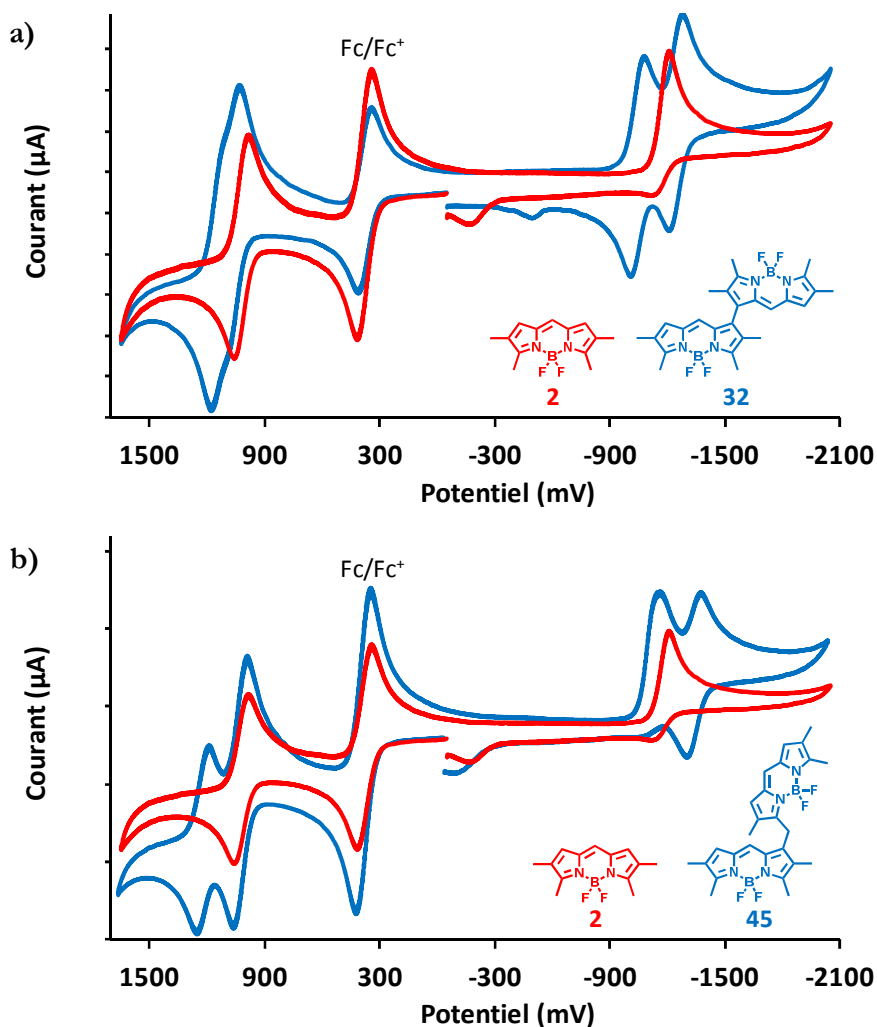 a)
Fc/Fc⁺
Courant (µA)
F F
B
N N
N N
B
F F
N N
B
F F
2
32
1500 900 300 -300 -900 -1500 -2100
Potentiel (mV)
b)
Fc/Fc⁺
Courant (µA)
N
B F
N F
N N
B
F F
N N
B
F F
2
45
1500 900 300 -300 -900 -1500 -2100
Potentiel (mV)